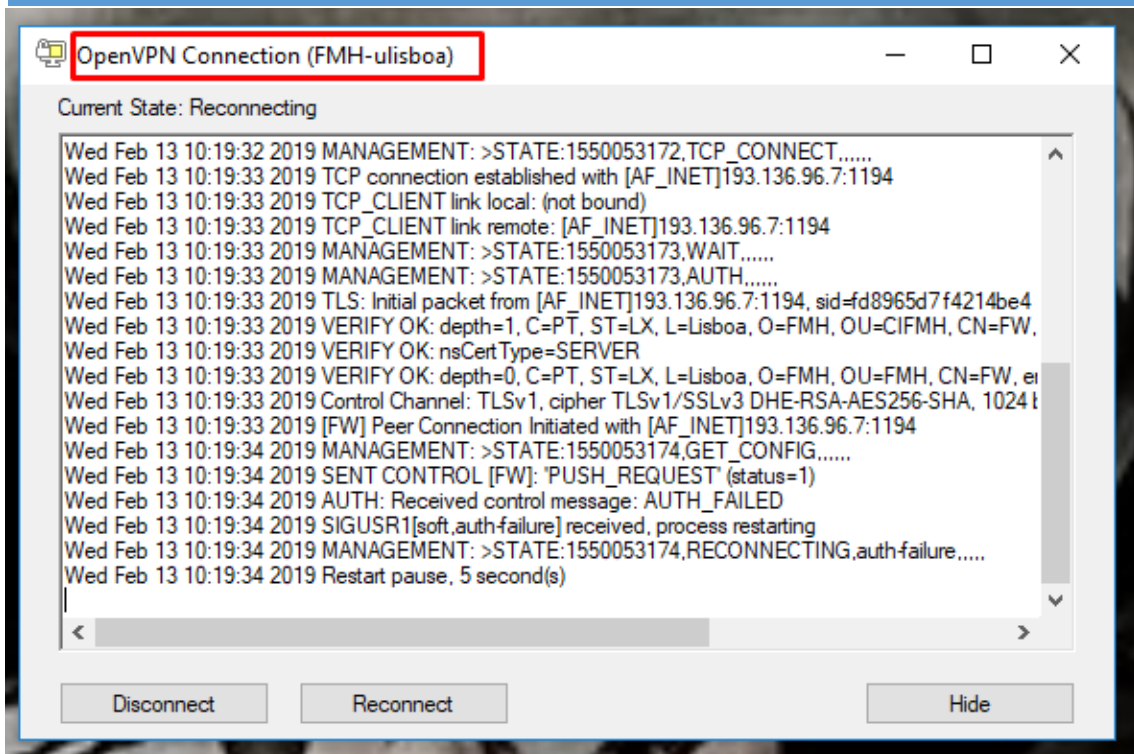 OpenVPN Connection (FMH-ulisboa)
Current State: Reconnecting
Wed Feb 13 10:19:32 2019 MANAGEMENT: >STATE:1550053172,TCP_CONNECT,,,,,,
Wed Feb 13 10:19:33 2019 TCP connection established with [AF_INET]193.136.96.7:1194
Wed Feb 13 10:19:33 2019 TCP_CLIENT link local: (not bound)
Wed Feb 13 10:19:33 2019 TCP_CLIENT link remote: [AF_INET]193.136.96.7:1194
Wed Feb 13 10:19:33 2019 MANAGEMENT: >STATE:1550053173,WAIT,,,,,,
Wed Feb 13 10:19:33 2019 MANAGEMENT: >STATE:1550053173,AUTH,,,,,,
Wed Feb 13 10:19:33 2019 TLS: Initial packet from [AF_INET]193.136.96.7:1194, sid=fd8965d7 f4214be4
Wed Feb 13 10:19:33 2019 VERIFY OK: depth=1, C=PT, ST=LX, L=Lisboa, O=FMH, OU=CIFMH, CN=FW,
Wed Feb 13 10:19:33 2019 VERIFY OK: nsCertType=SERVER
Wed Feb 13 10:19:33 2019 VERIFY OK: depth=0, C=PT, ST=LX, L=Lisboa, O=FMH, OU=FMH, CN=FW,
Wed Feb 13 10:19:33 2019 Control Channel: TLSv1, cipher TLSv1/SSLv3 DHE-RSA-AES256-SHA, 1024
Wed Feb 13 10:19:33 2019 [FW] Peer Connection Initiated with [AF_INET]193.136.96.7:1194
Wed Feb 13 10:19:34 2019 MANAGEMENT: >STATE:1550053174,GET_CONFIG,,,,,,
Wed Feb 13 10:19:34 2019 SENT CONTROL [FW]: 'PUSH_REQUEST' (status=1)
Wed Feb 13 10:19:34 2019 AUTH: Received control message: AUTH_FAILED
Wed Feb 13 10:19:34 2019 SIGUSR1[soft,auth-failure] received, process restarting
Wed Feb 13 10:19:34 2019 MANAGEMENT: >STATE:1550053174,RECONNECTING,auth-failure,,,,,
Wed Feb 13 10:19:34 2019 Restart pause, 5 second(s)
Disconnect
Reconnect
Hide